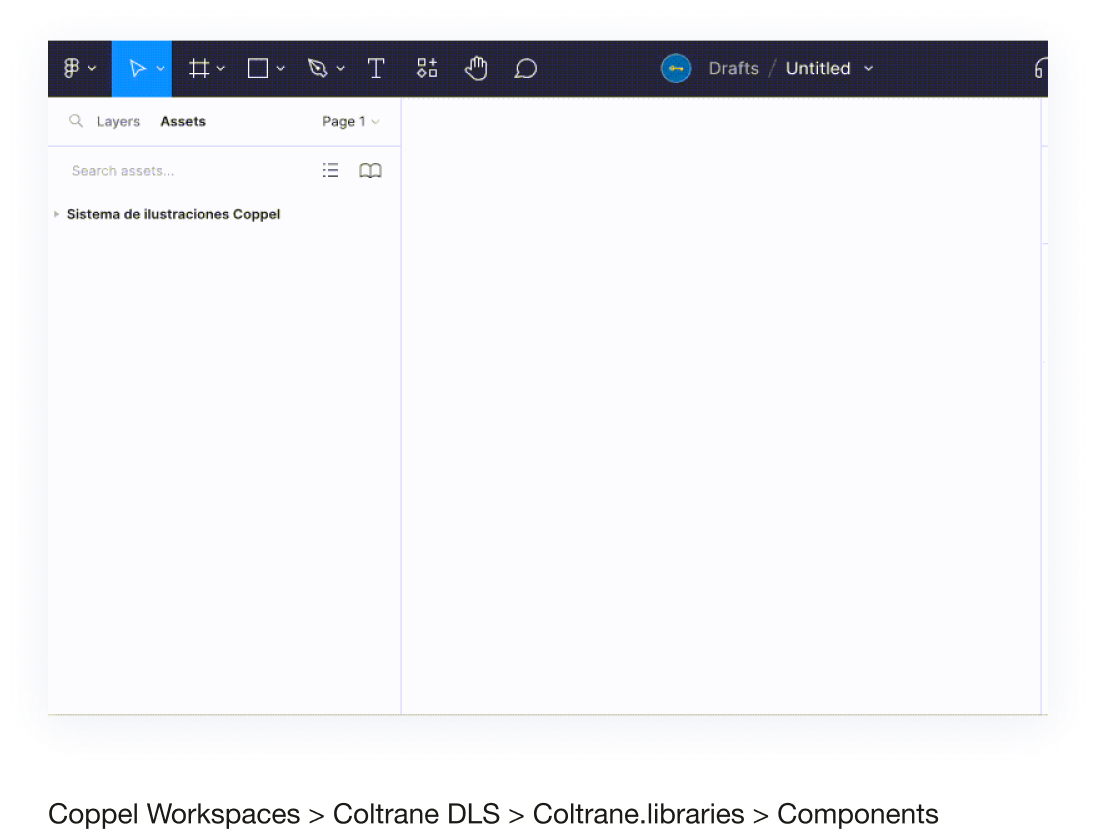 Drafts / Untitled
Layers Assets Page 1
Search assets...
Sistema de ilustraciones Coppel
Coppel Workspaces > Coltrane DLS > Coltrane.libraries > Components